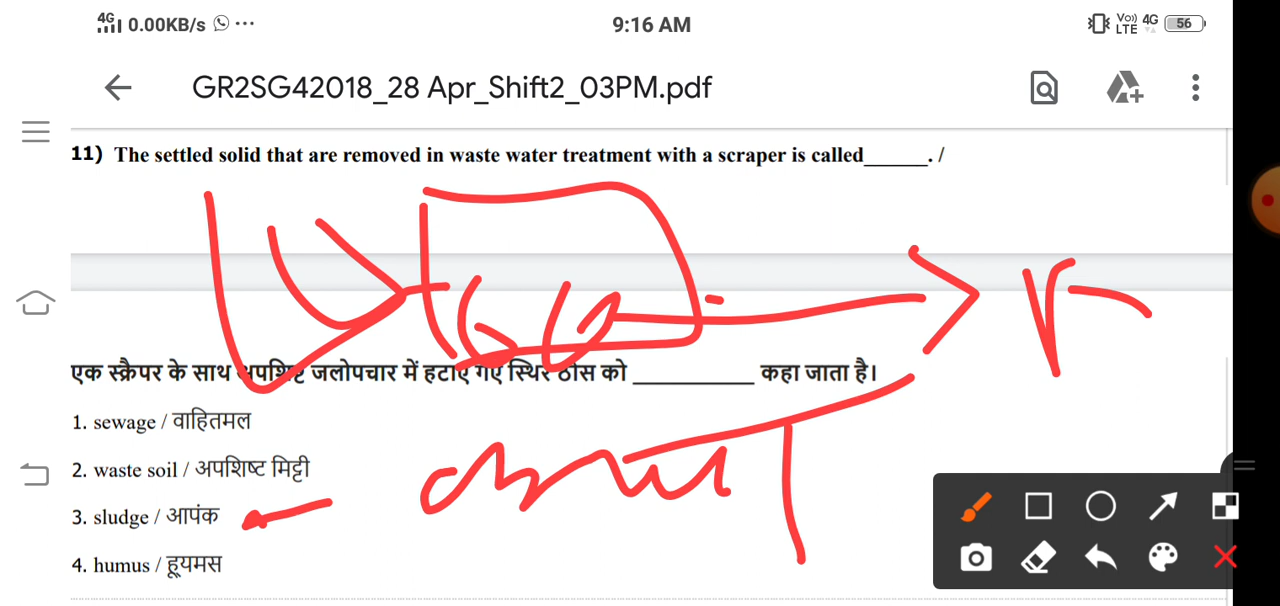 4G 0.00KB/s ... 9:16 AM Vo)) LTE 4G 56
GR2SG42018_28 Apr_Shift2_03PM.pdf
11) The settled solid that are removed in waste water treatment with a scraper is called______. /
एक स्क्रैपर के साथ अपशिष्ट जलोपचार में हटाए गए स्थिर ठोस को __________ कहा जाता है।
1. sewage / वाहितमल
2. waste soil / अपशिष्ट मिट्टी
3. sludge / आपंक
4. humus / ह्यूमस